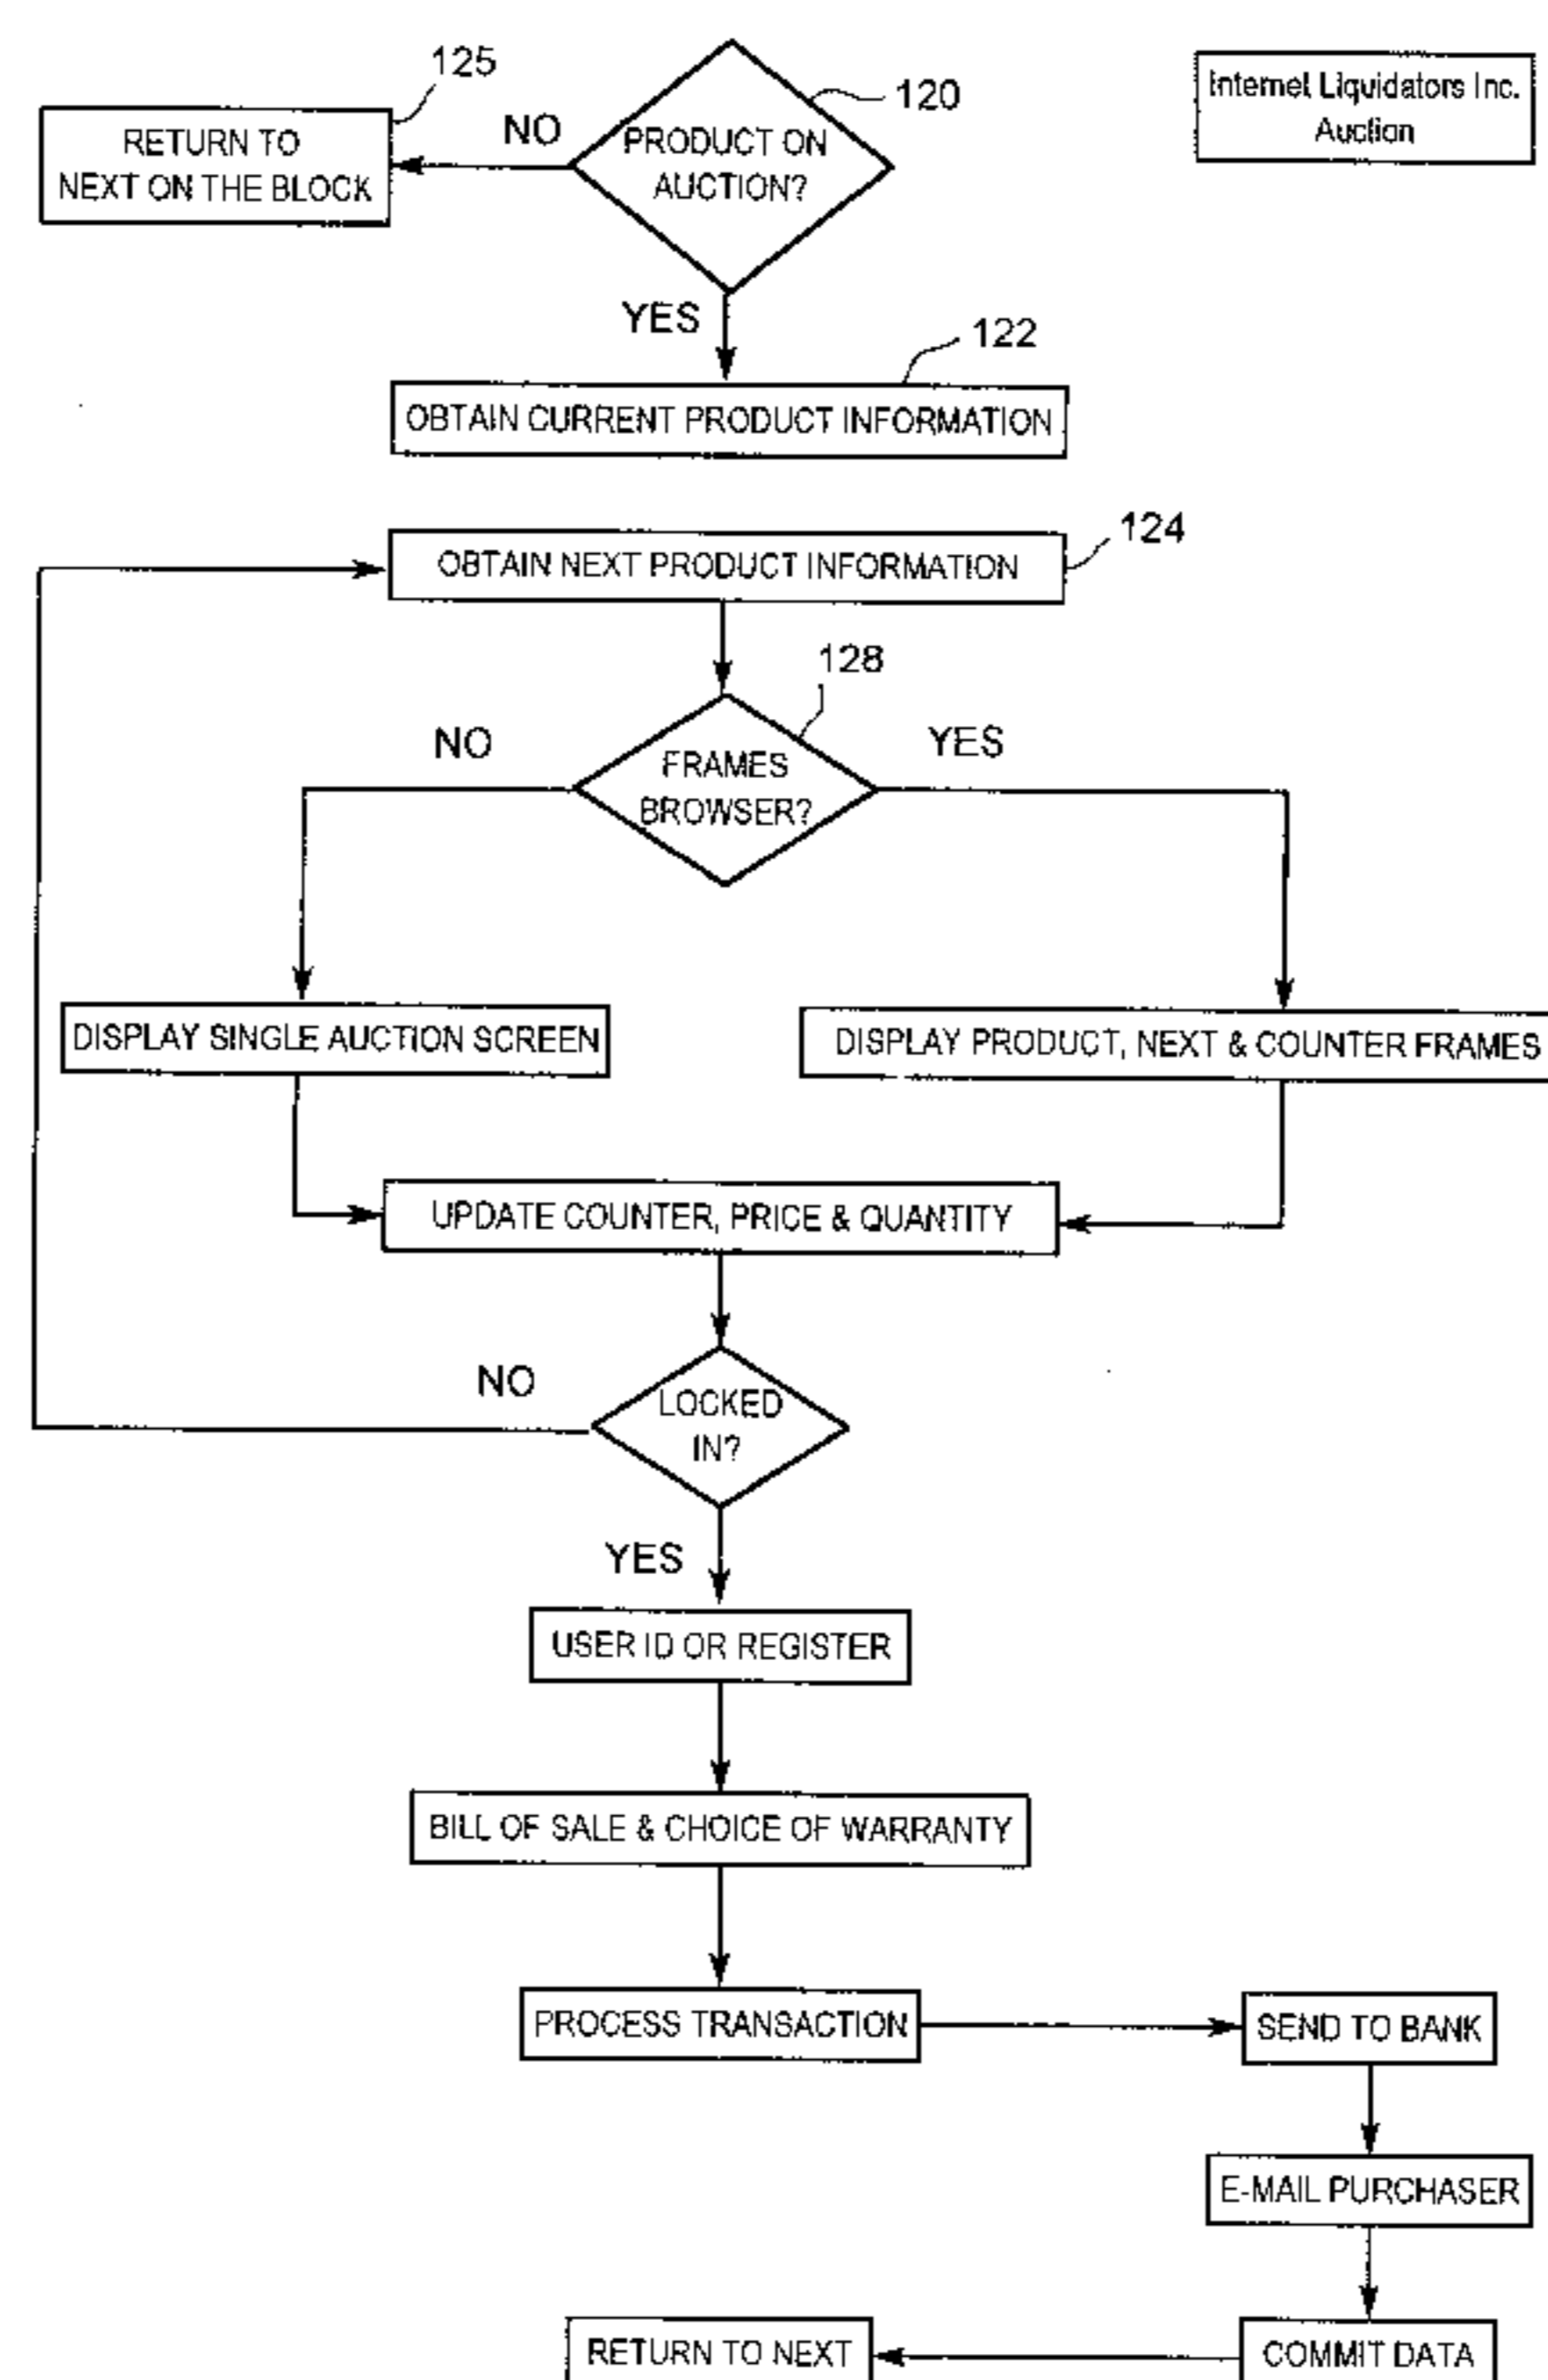 125
120
Internet Liquidators Inc.
Auction
RETURN TO
NEXT ON THE BLOCK
NO
PRODUCT ON
AUCTION?
YES
122
OBTAIN CURRENT PRODUCT INFORMATION
124
OBTAIN NEXT PRODUCT INFORMATION
128
NO
YES
FRAMES
BROWSER?
DISPLAY SINGLE AUCTION SCREEN
DISPLAY PRODUCT, NEXT & COUNTER FRAMES
UPDATE COUNTER, PRICE & QUANTITY
NO
LOCKED
IN?
YES
USER ID OR REGISTER
BILL OF SALE & CHOICE OF WARRANTY
PROCESS TRANSACTION
SEND TO BANK
E-MAIL PURCHASER
RETURN TO NEXT
COMMIT DATA